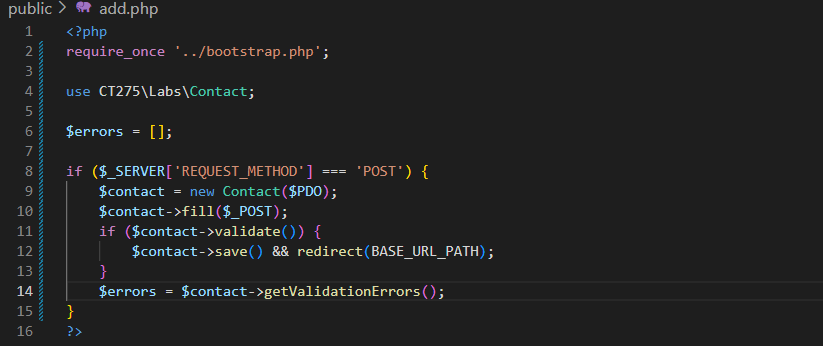 public > add.php
1 <?php
2 require_once '../bootstrap.php';
3
4 use CT275\Labs\Contact;
5
6 $errors = [];
7
8 if ($_SERVER['REQUEST_METHOD'] === 'POST') {
9     $contact = new Contact($PDO);
10     $contact->fill($_POST);
11     if ($contact->validate()) {
12         $contact->save() && redirect(BASE_URL_PATH);
13     }
14     $errors = $contact->getValidationErrors();
15 }
16 ?>